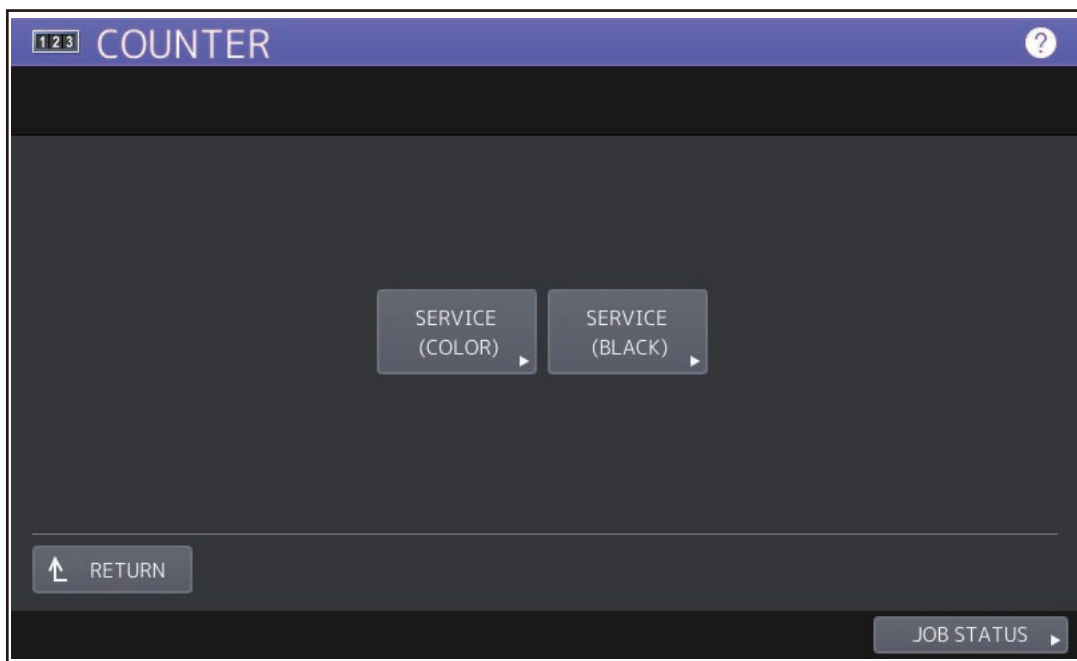 123 COUNTER
?
SERVICE
(COLOR)
SERVICE
(BLACK)
RETURN
JOB STATUS